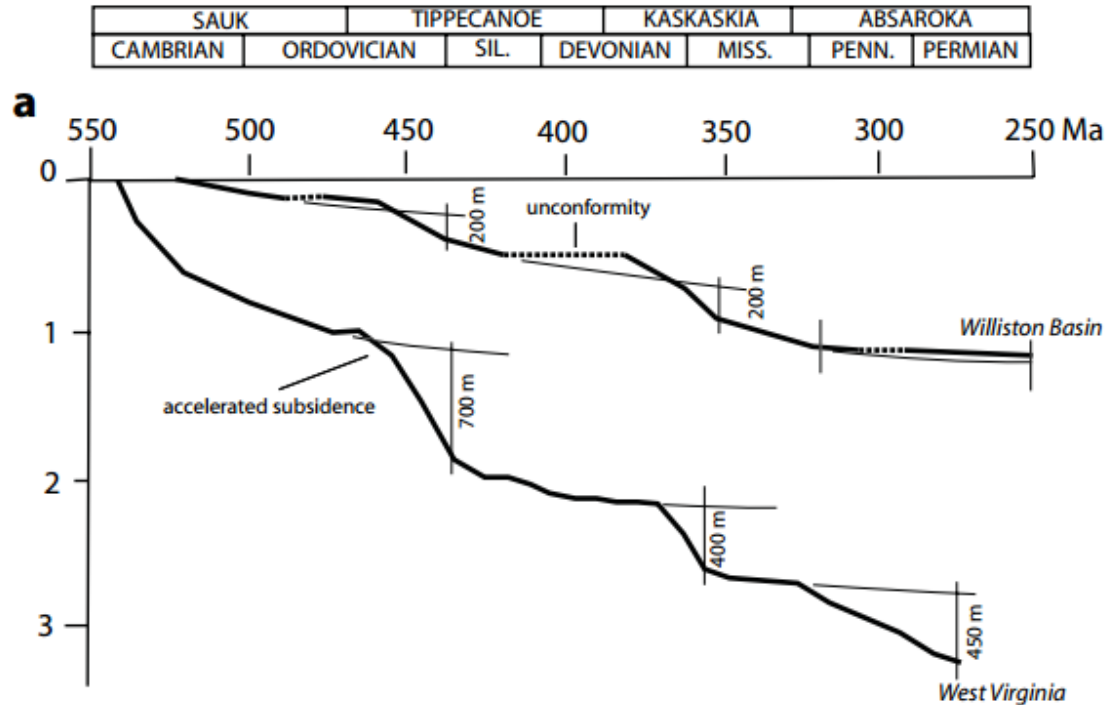 SAUK TIPPECANOE KASKASKIA ABSAROKA
CAMBRIAN ORDOVICIAN SIL. DEVONIAN MISS. PENN. PERMIAN
a
550 500 450 400 350 300 250 Ma
0
200 m
unconformity
200 m
Williston Basin
1
accelerated subsidence
700 m
2
400 m
3
450 m
West Virginia